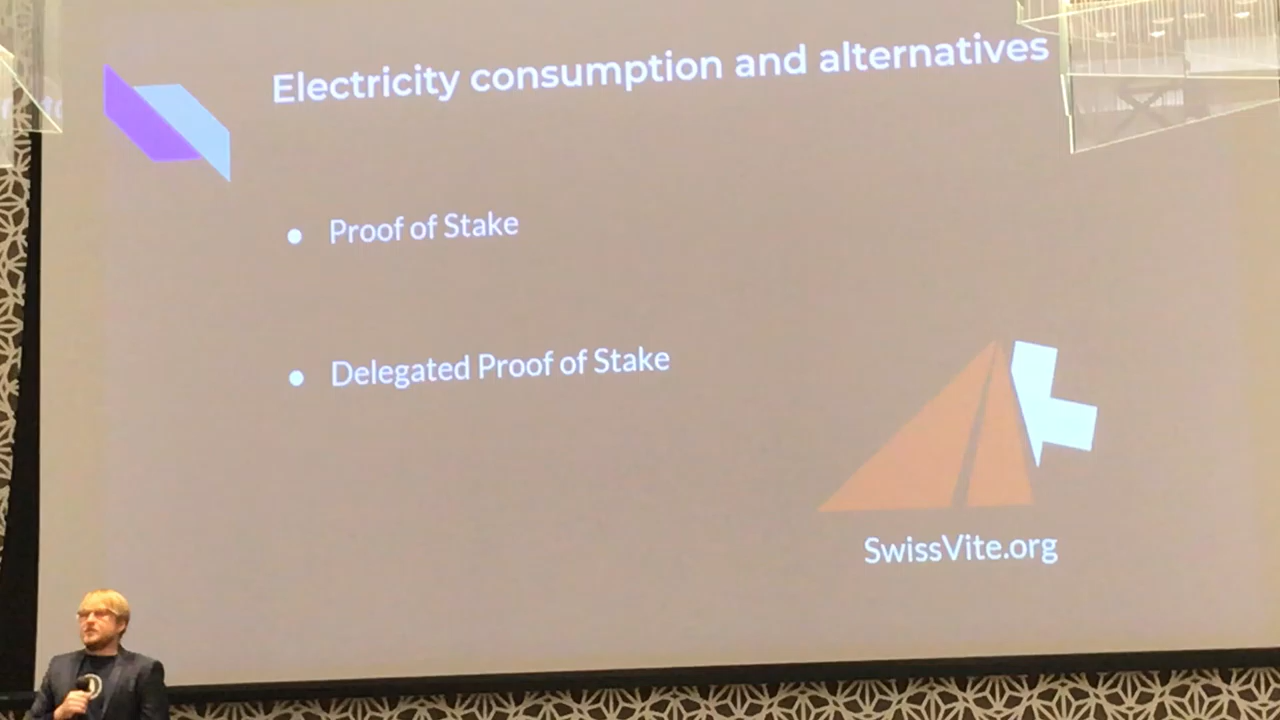 Electricity consumption and alternatives
Proof of Stake
Delegated Proof of Stake
SwissVite.org